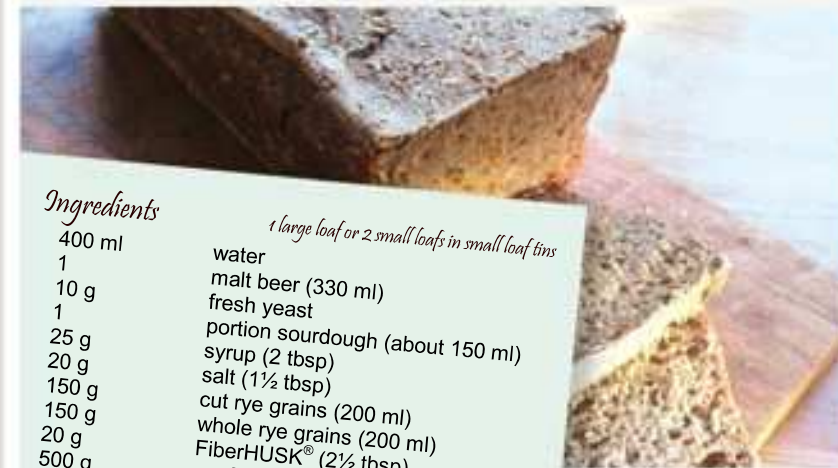 Ingredients
1 large loaf or 2 small loafs in small loaf tins
400 ml water
1 malt beer (330 ml)
10 g fresh yeast
1 portion sourdough (about 150 ml)
25 g syrup (2 tbsp)
20 g salt (1½ tbsp)
150 g cut rye grains (200 ml)
150 g whole rye grains (200 ml)
20 g FiberHUSK® (2½ tbsp)
500 g